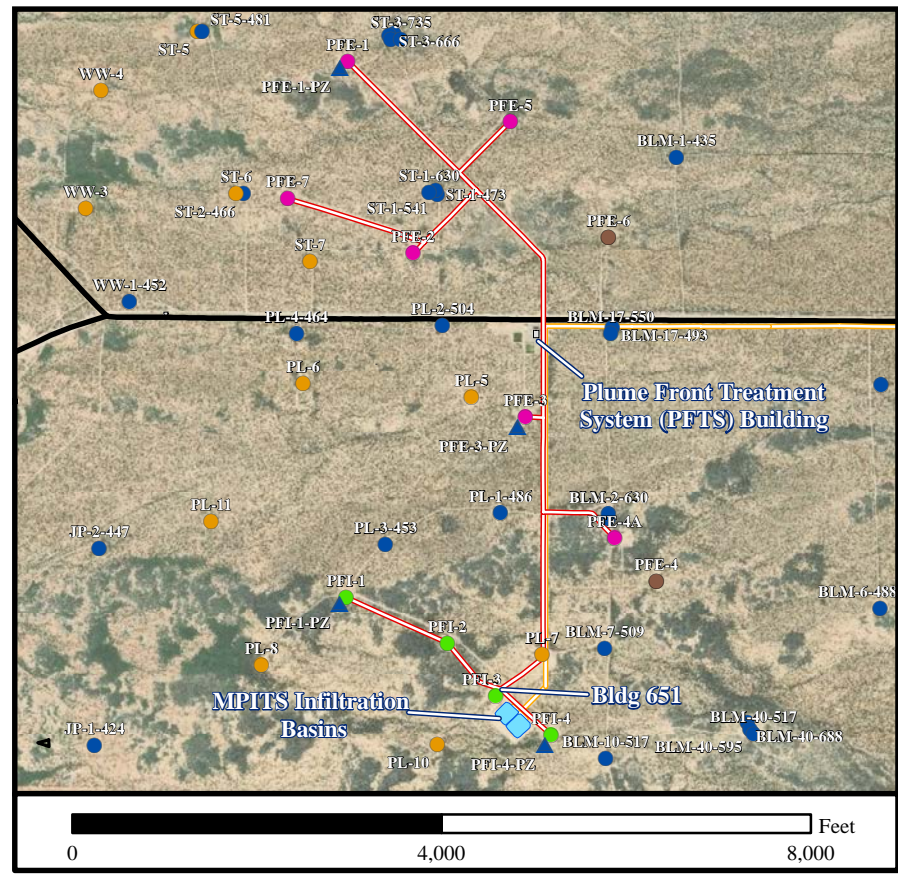 ST-5-481
ST-3-735
ST-5
ST-3-666
PFE-1
WW-4
PFE-1-PZ
PFE-5
BLM-1-435
ST-6
ST-1-630
PFE-7
WW-3
ST-1-473
ST-2-466
ST-1-541
PFE-6
PFE-2
ST-7
WW-1-452
PL-2-504
BLM-17-550
PL-4-464
BLM-17-493
PL-6
PL-5
Plume Front Treatment
System (PFTS) Building
PFE-3
PFE-3-PZ
PL-1-486
BLM-2-630
PL-11
PFE-4A
JP-2-447
PL-3-453
PFE-4
PFI-1
BLM-6-488
PFI-1-PZ
PFI-2
PL-7
BLM-7-509
PL-8
PFI-3
Bldg 651
MPITS Infiltration
Basins
PFI-4
BLM-40-517
JP-1-424
BLM-40-688
BLM-10-517
BLM-40-595
PL-10
PFI-4-PZ
Feet
0
4,000
8,000